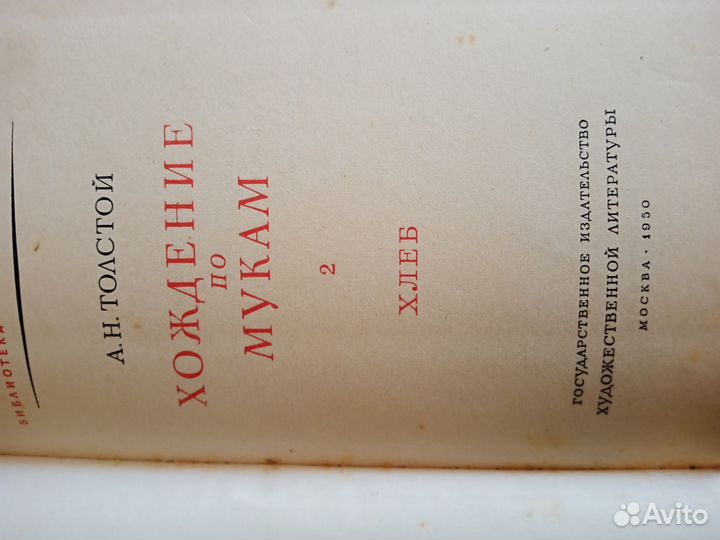 БИБЛИОТЕКА
А.Н.ТОЛСТОЙ
ХОЖДЕНИЕ
ПО
МУКАМ
2
ХЛЕБ
ГОСУДАРСТВЕННОЕ ИЗДАТЕЛЬСТВО
ХУДОЖЕСТВЕННОЙ ЛИТЕРАТУРЫ
МОСКВА · 1950
Avito